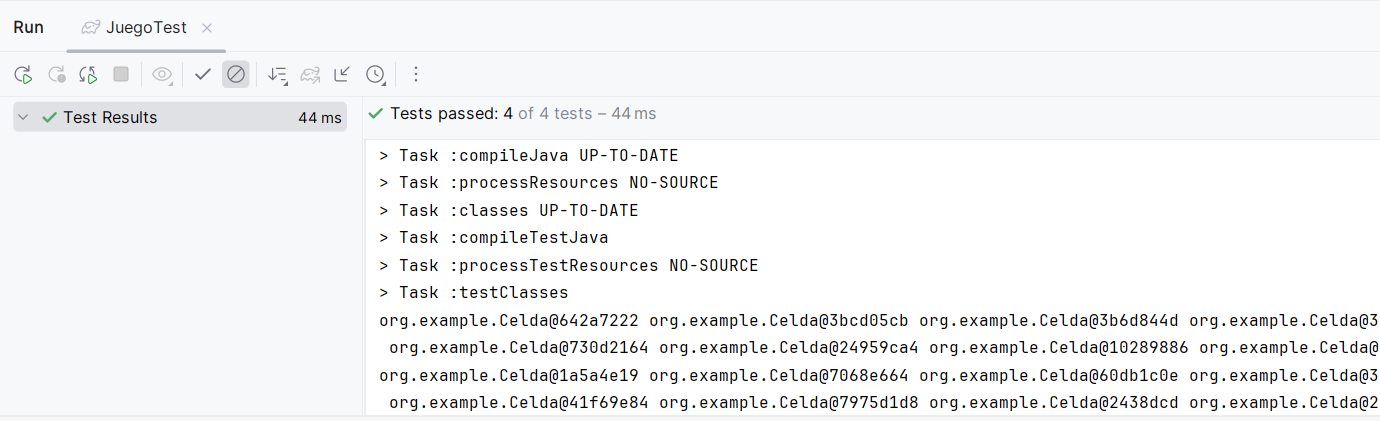 Run JuegoTest
Test Results 44 ms
Tests passed: 4 of 4 tests – 44 ms
> Task :compileJava UP-TO-DATE
> Task :processResources NO-SOURCE
> Task :classes UP-TO-DATE
> Task :compileTestJava
> Task :processTestResources NO-SOURCE
> Task :testClasses
org.example.Celda@642a7222 org.example.Celda@3bcd05cb org.example.Celda@3b6d844d org.example.Celda@3
org.example.Celda@730d2164 org.example.Celda@24959ca4 org.example.Celda@10289886 org.example.Celda@
org.example.Celda@1a5a4e19 org.example.Celda@7068e664 org.example.Celda@60db1c0e org.example.Celda@3
org.example.Celda@41f69e84 org.example.Celda@7975d1d8 org.example.Celda@2438dcd org.example.Celda@2